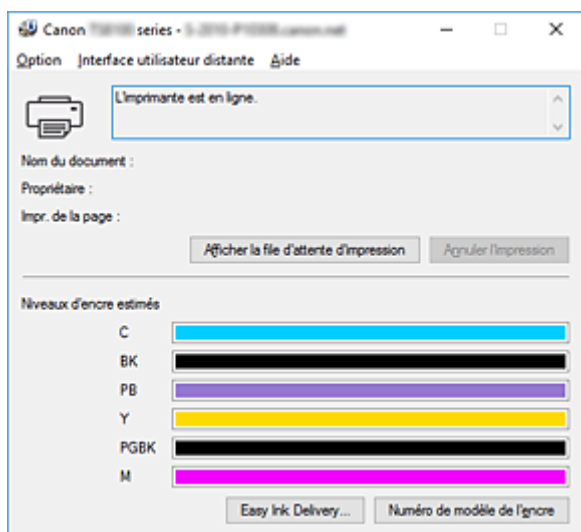 Canon series -
Option Interface utilisateur distante Aide
L'imprimante est en ligne.
Nom du document :
Propriétaire :
Impr. de la page :
Afficher la file d'attente d'impression Annuler l'impression
Niveaux d'encre estimés
C
BK
PB
Y
PGBK
M
Easy Ink Delivery... Numéro de modèle de l'encre